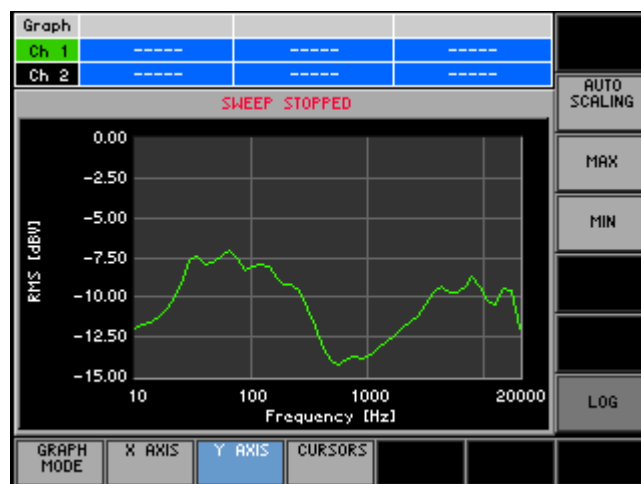 Graph
Ch 1 ----- ----- -----
Ch 2 ----- ----- -----
SWEEP STOPPED
AUTO
SCALING
MAX
MIN
LOG
RMS [dBV]
0.00
-2.50
-5.00
-7.50
-10.00
-12.50
-15.00
10 100 1000 20000
Frequency [Hz]
GRAPH
MODE
X AXIS
Y AXIS
CURSORS